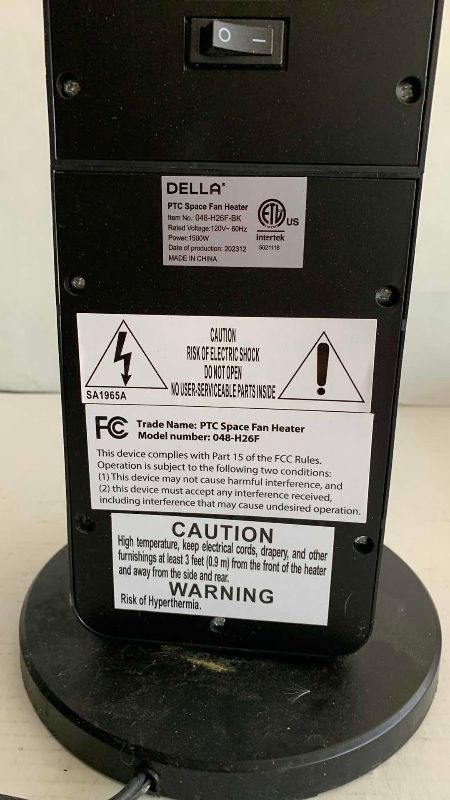 DELLA®
PTC Space Fan Heater
Item No.: 048-H26F-BK
Rated Voltage:120V~ 60Hz
Power:1500W
Date of production: 202312
MADE IN CHINA
ETL US
Intertek
5021116
CAUTION
RISK OF ELECTRIC SHOCK
DO NOT OPEN
NO USER-SERVICEABLE PARTS INSIDE
SA1965A
FC Trade Name: PTC Space Fan Heater
Model number: 048-H26F
This device complies with Part 15 of the FCC Rules.
Operation is subject to the following two conditions:
(1) This device may not cause harmful interference, and
(2) this device must accept any interference received,
including interference that may cause undesired operation.
CAUTION
High temperature, keep electrical cords, drapery, and other
furnishings at least 3 feet (0.9 m) from the front of the heater
and away from the side and rear.
WARNING
Risk of Hyperthermia.